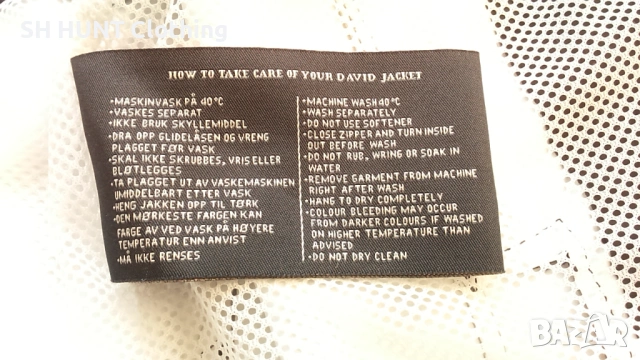 SH HUNT Clothing
HOW TO TAKE CARE OF YOUR DAVID JACKET
•MASKINVASK PÅ 40°C
•VASKES SEPARAT
•IKKE BRUK SKYLLEMIDDEL
•DRA OPP GLIDELÅSEN OG VRENG
PLAGGET FØR VASK
•SKAL IKKE SKRUBBES, VRIS ELLER
BLØTLEGGES
•TA PLAGGET UT AV VASKEMASKINEN
UMIDDELBART ETTER VASK
•HENG JAKKEN OPP TIL TØRK
•DEN MØRKESTE FARGEN KAN
FARGE AV VED VASK PÅ HØYERE
TEMPERATUR ENN ANVIST
•MÅ IKKE RENSES
•MACHINE WASH 40°C
•WASH SEPARATELY
•DO NOT USE SOFTENER
•CLOSE ZIPPER AND TURN INSIDE
OUT BEFORE WASH
•DO NOT RUB, WRING OR SOAK IN
WATER
•REMOVE GARMENT FROM MACHINE
RIGHT AFTER WASH
•HANG TO DRY COMPLETELY
•COLOUR BLEEDING MAY OCCUR
FROM DARKER COLOURS IF WASHED
ON HIGHER TEMPERATURE THAN
ADVISED
•DO NOT DRY CLEAN
BAZAR